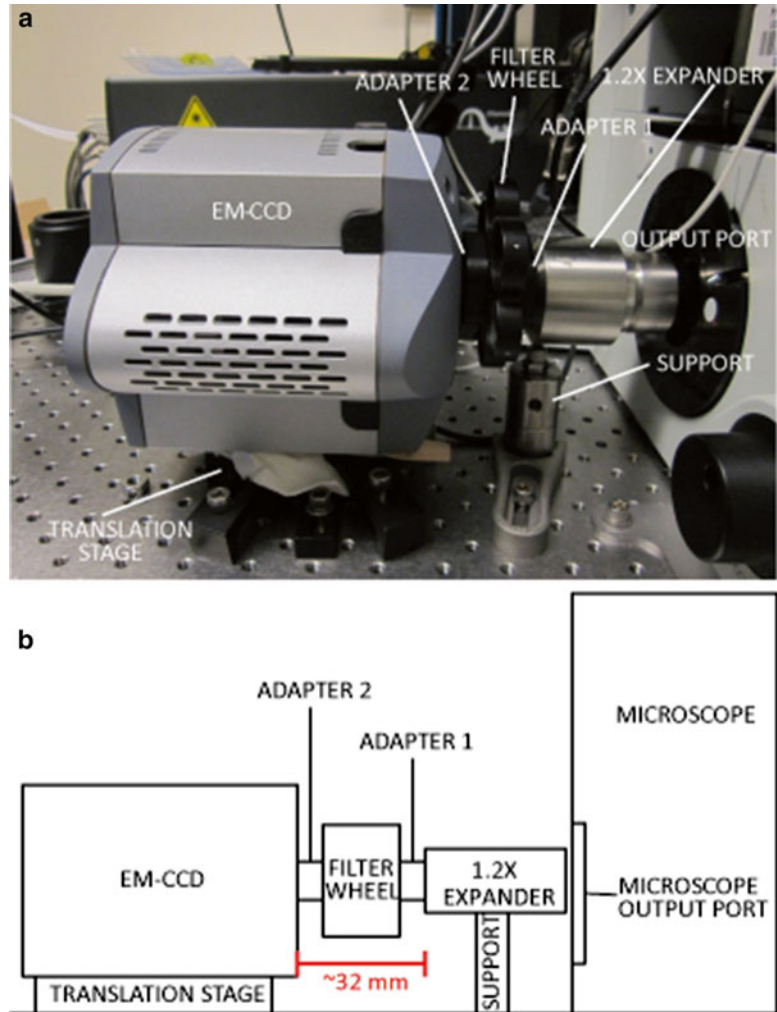 a
ADAPTER 2
FILTER
WHEEL
1.2X EXPANDER
ADAPTER 1
EM-CCD
OUTPUT PORT
SUPPORT
TRANSLATION
STAGE
b
ADAPTER 2
ADAPTER 1
MICROSCOPE
EM-CCD
FILTER
WHEEL
1.2X
EXPANDER
MICROSCOPE
OUTPUT PORT
SUPPORT
~32 mm
TRANSLATION STAGE